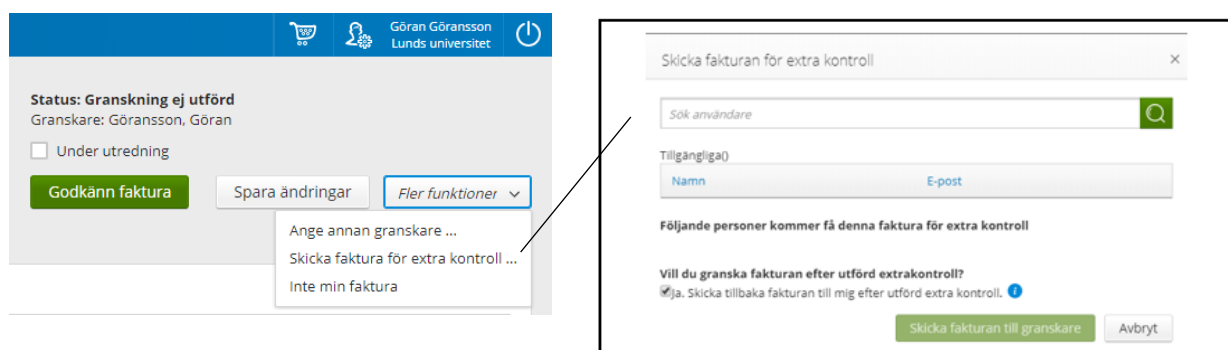 Göran Göransson
Lunds universitet
Status: Granskning ej utförd
Granskare: Göransson, Göran
Under utredning
Godkänn faktura
Spara ändringar
Fler funktioner
Ange annan granskare ...
Skicka faktura för extra kontroll ...
Inte min faktura
Skicka fakturan för extra kontroll
×
Sök användare
Tillgängliga()
Namn E-post
Följande personer kommer få denna faktura för extra kontroll
Vill du granska fakturan efter utförd extrakontroll?
Ja. Skicka tillbaka fakturan till mig efter utförd extra kontroll. i
Skicka fakturan till granskare Avbryt